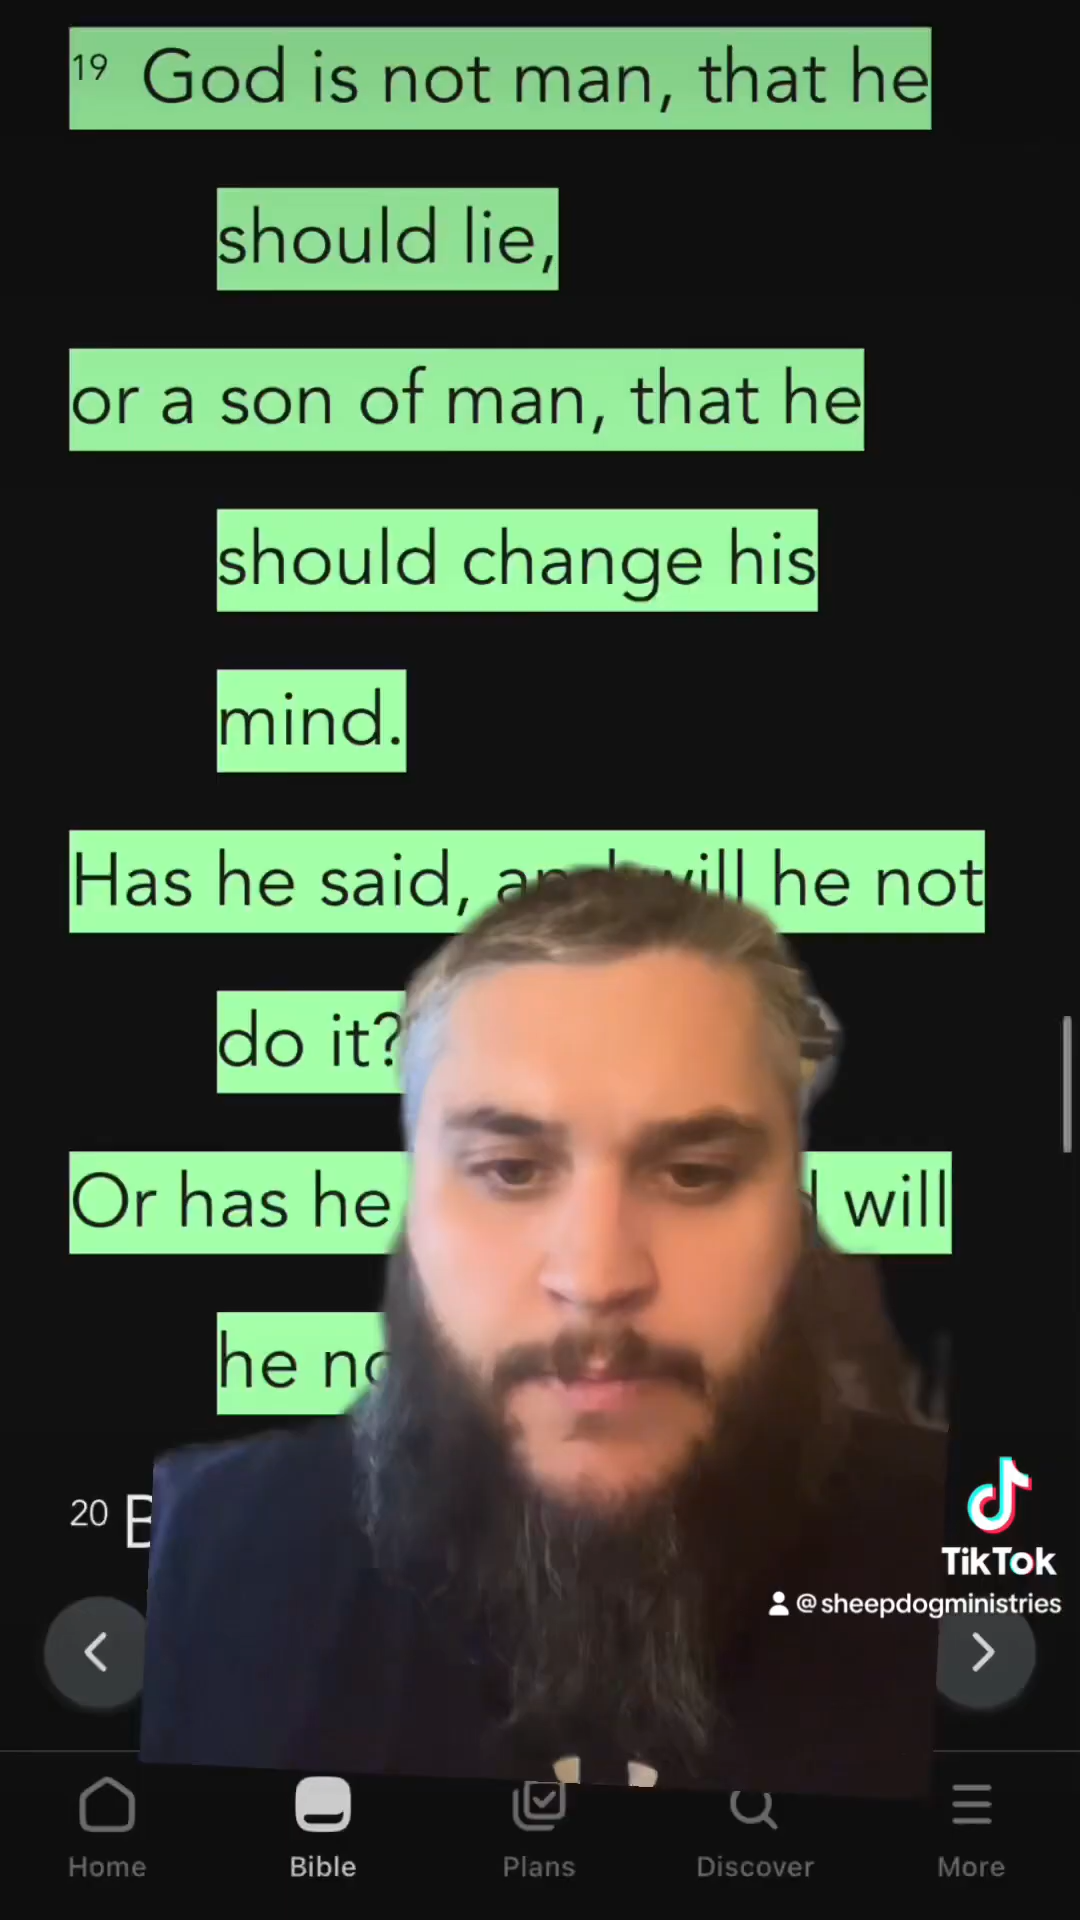 19 God is not man, that he
should lie,
or a son of man, that he
should change his
mind.
Has he said, and will he not
do it?
Or has he will
he
20
TikTok
@sheepdogministries
Home
Bible
Plans
Discover
More